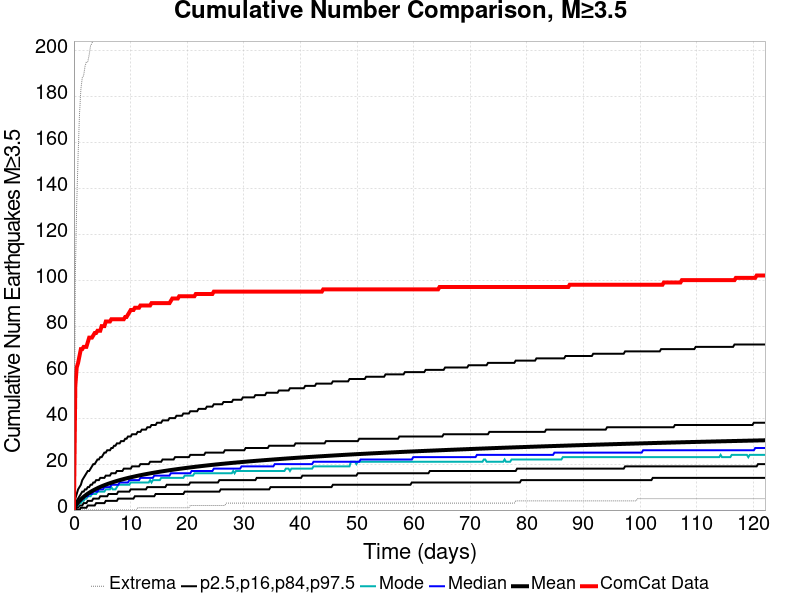 Cumulative Number Comparison, M≥3.5
Cumulative Num Earthquakes M≥3.5
200
180
160
140
120
100
80
60
40
20
0
0 10 20 30 40 50 60 70 80 90 100 110 120
Time (days)
Extrema p2.5,p16,p84,p97.5 Mode Median Mean ComCat Data